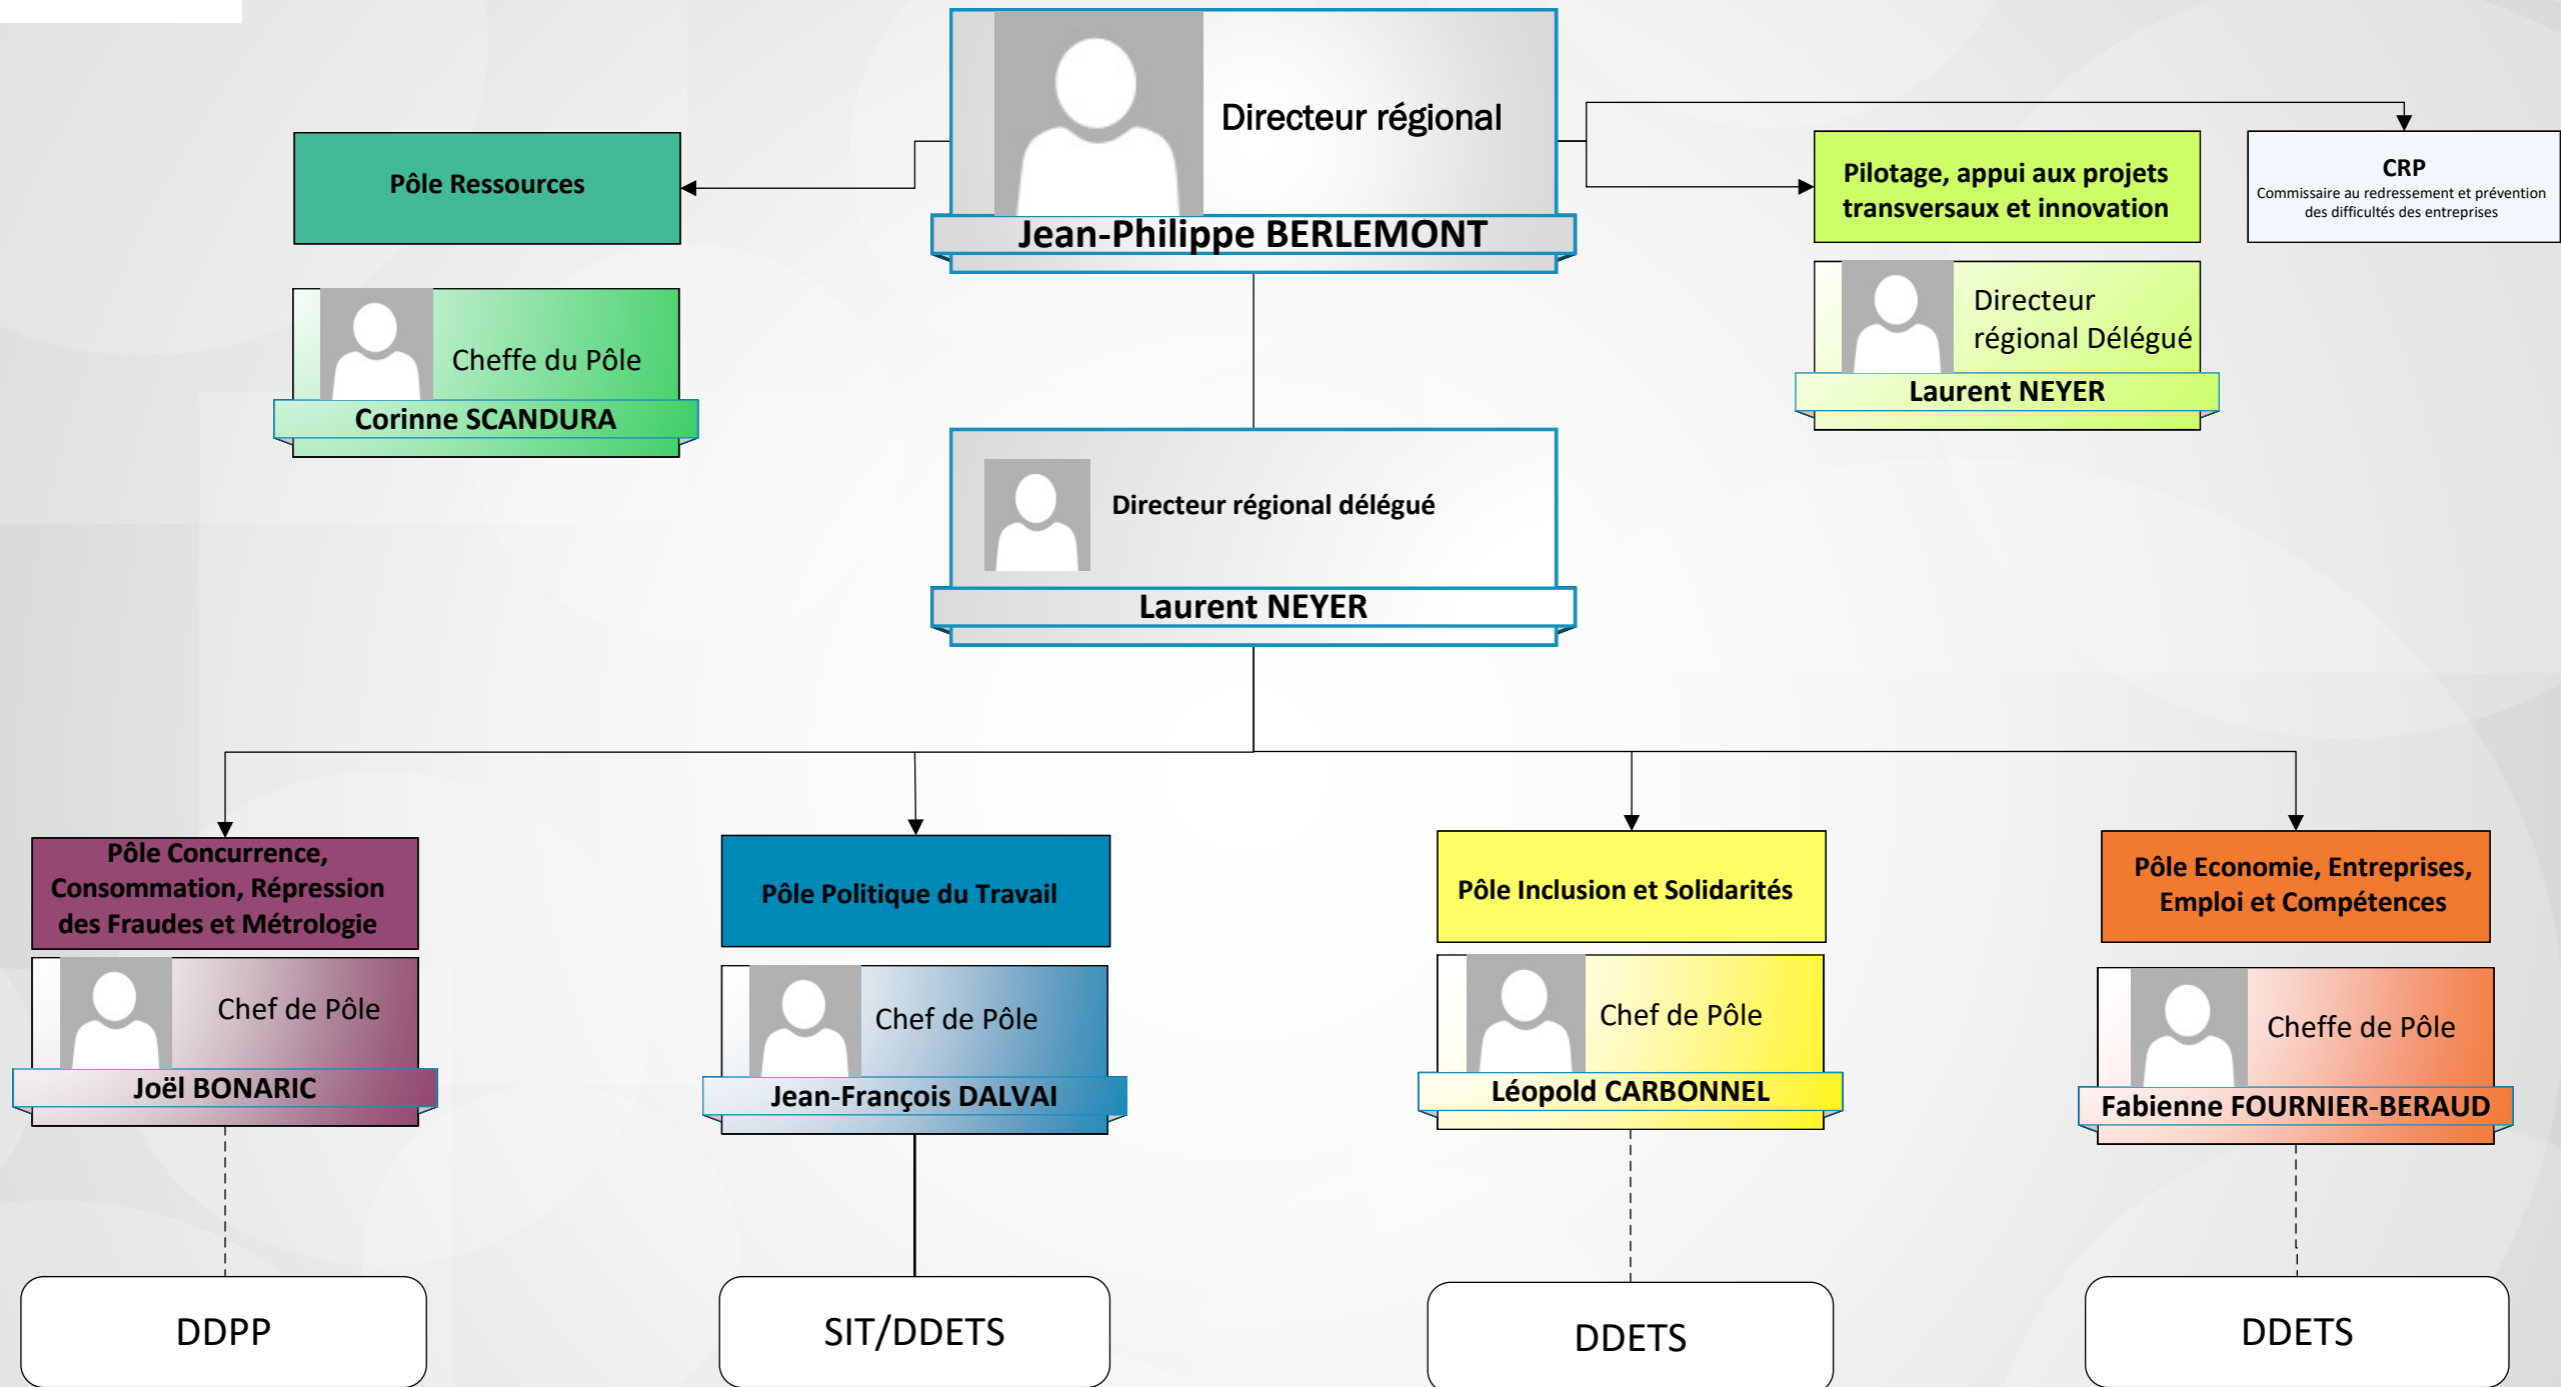 Directeur régional
Jean-Philippe BERLEMONT
Pôle Ressources
Cheffe du Pôle
Corinne SCANDURA
Pilotage, appui aux projets
transversaux et innovation
Directeur
régional Délégué
Laurent NEYER
CRP
Commissaire au redressement et prévention
des difficultés des entreprises
Directeur régional délégué
Laurent NEYER
Pôle Concurrence,
Consommation, Répression
des Fraudes et Métrologie
Chef de Pôle
Joël BONARIC
DDPP
Pôle Politique du Travail
Chef de Pôle
Jean-François DALVAI
SIT/DDETS
Pôle Inclusion et Solidarités
Chef de Pôle
Léopold CARBONNEL
DDETS
Pôle Economie, Entreprises,
Emploi et Compétences
Cheffe de Pôle
Fabienne FOURNIER-BERAUD
DDETS